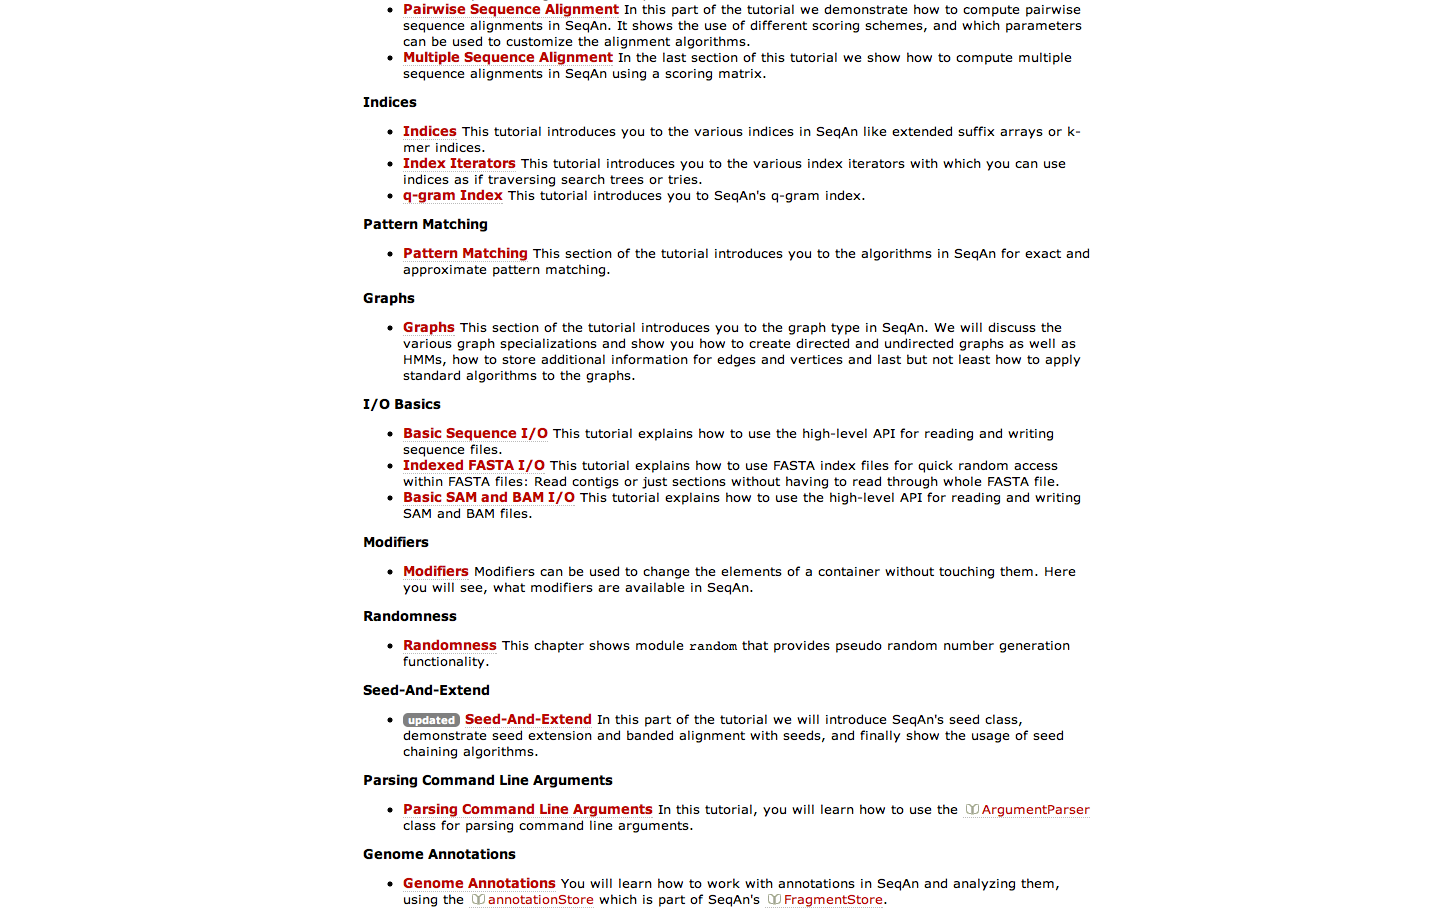 Pairwise Sequence Alignment In this part of the tutorial we demonstrate how to compute pairwise
sequence alignments in SeqAn. It shows the use of different scoring schemes, and which parameters
can be used to customize the alignment algorithms.
Multiple Sequence Alignment In the last section of this tutorial we show how to compute multiple
sequence alignments in SeqAn using a scoring matrix.
Indices
Indices This tutorial introduces you to the various indices in SeqAn like extended suffix arrays or k-
mer indices.
Index Iterators This tutorial introduces you to the various index iterators with which you can use
indices as if traversing search trees or tries.
q-gram Index This tutorial introduces you to SeqAn's q-gram index.
Pattern Matching
Pattern Matching This section of the tutorial introduces you to the algorithms in SeqAn for exact and
approximate pattern matching.
Graphs
Graphs This section of the tutorial introduces you to the graph type in SeqAn. We will discuss the
various graph specializations and show you how to create directed and undirected graphs as well as
HMMs, how to store additional information for edges and vertices and last but not least how to apply
standard algorithms to the graphs.
I/O Basics
Basic Sequence I/O This tutorial explains how to use the high-level API for reading and writing
sequence files.
Indexed FASTA I/O This tutorial explains how to use FASTA index files for quick random access
within FASTA files: Read contigs or just sections without having to read through whole FASTA file.
Basic SAM and BAM I/O This tutorial explains how to use the high-level API for reading and writing
SAM and BAM files.
Modifiers
Modifiers Modifiers can be used to change the elements of a container without touching them. Here
you will see, what modifiers are available in SeqAn.
Randomness
Randomness This chapter shows module random that provides pseudo random number generation
functionality.
Seed-And-Extend
updated Seed-And-Extend In this part of the tutorial we will introduce SeqAn's seed class,
demonstrate seed extension and banded alignment with seeds, and finally show the usage of seed
chaining algorithms.
Parsing Command Line Arguments
Parsing Command Line Arguments In this tutorial, you will learn how to use the ArgumentParser
class for parsing command line arguments.
Genome Annotations
Genome Annotations You will learn how to work with annotations in SeqAn and analyzing them,
using the annotationStore which is part of SeqAn's FragmentStore.